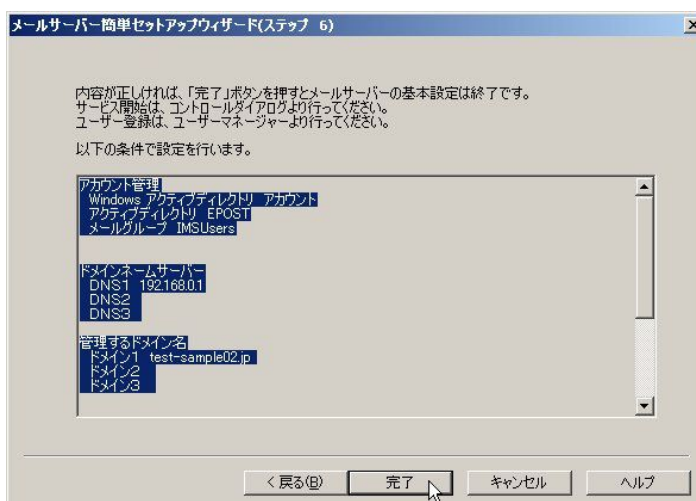 メールサーバー簡単セットアップウィザード(ステップ 6)
内容が正しければ、「完了」ボタンを押すとメールサーバーの基本設定は終了です。
サービス開始は、コントロールダイアログより行ってください。
ユーザー登録は、ユーザーマネージャーより行ってください。
以下の条件で設定を行います。
アカウント管理
Windows アクティブディレクトリ アカウント
アクティブディレクトリ EPOST
メールグループ IMSUsers
ドメインネームサーバー
DNS1 192.168.0.1
DNS2
DNS3
管理するドメイン名
ドメイン1 test-sample02.jp
ドメイン2
ドメイン3
< 戻る(B) 完了 キャンセル ヘルプ